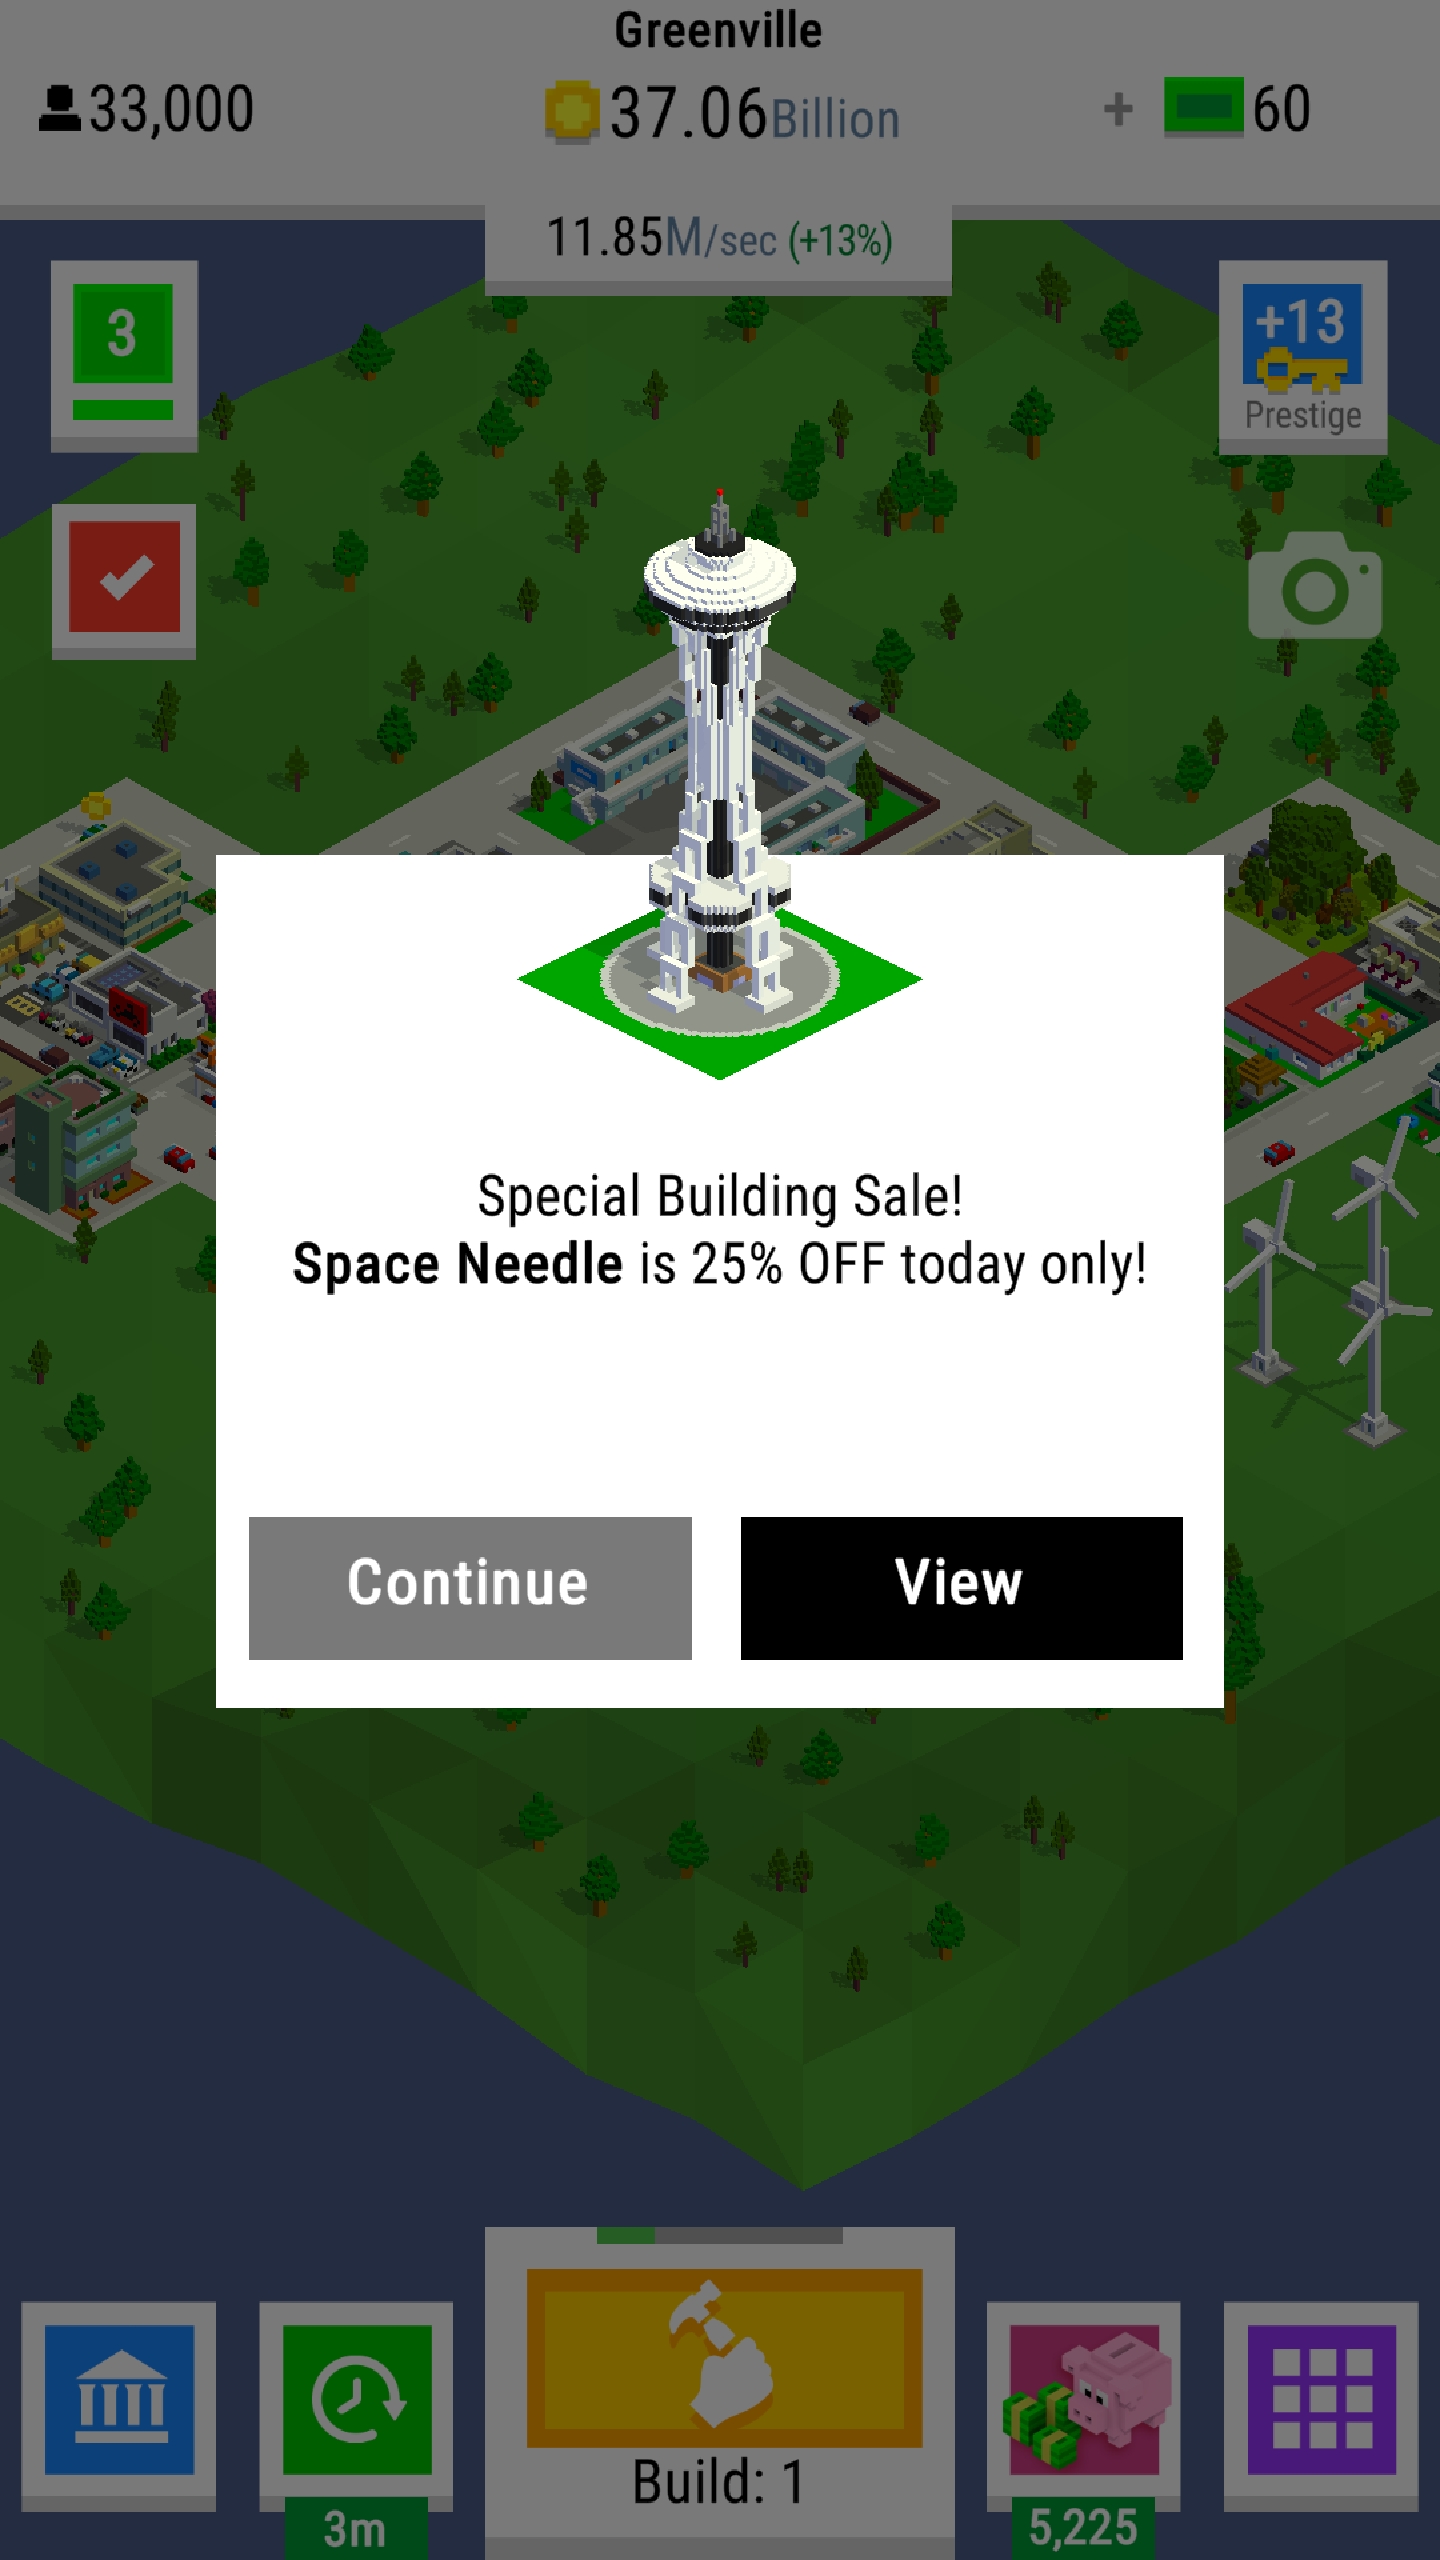 Greenville
33,000
37.06Billion
+ 60
11.85M/sec (+13%)
3
+13
Prestige
Special Building Sale!
Space Needle is 25% OFF today only!
Continue
View
Build: 1
3m
5,225